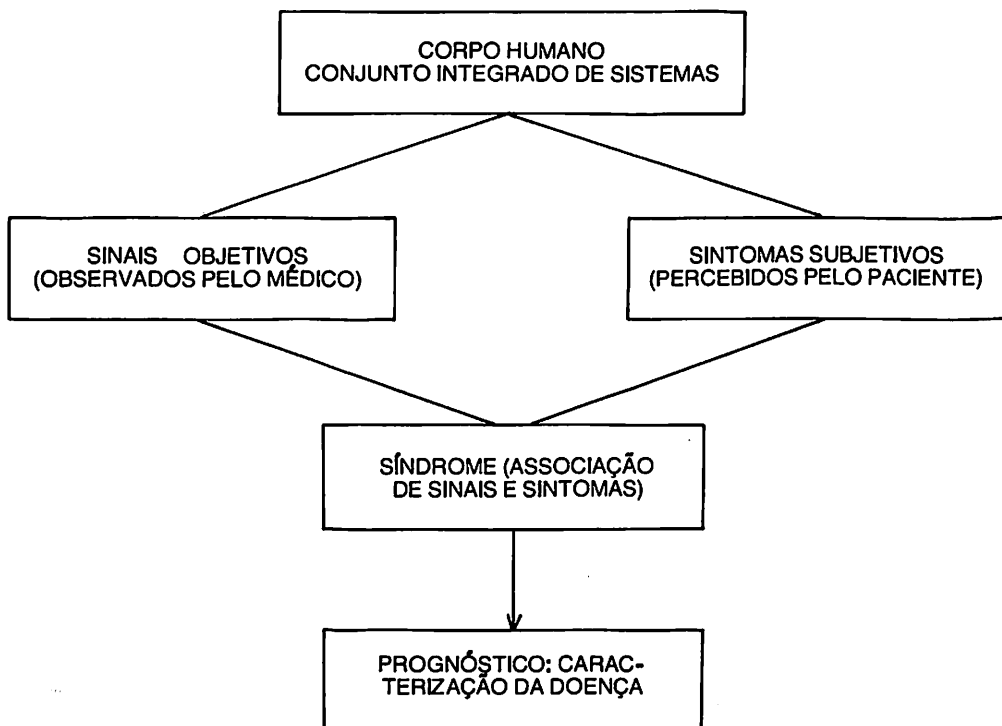 CORPO HUMANO
CONJUNTO INTEGRADO DE SISTEMAS
SINAIS OBJETIVOS
(OBSERVADOS PELO MÉDICO)
SINTOMAS SUBJETIVOS
(PERCEBIDOS PELO PACIENTE)
SÍNDROME (ASSOCIAÇÃO
DE SINAIS E SINTOMAS)
PROGNÓSTICO: CARAC-
TERIZAÇÃO DA DOENÇA